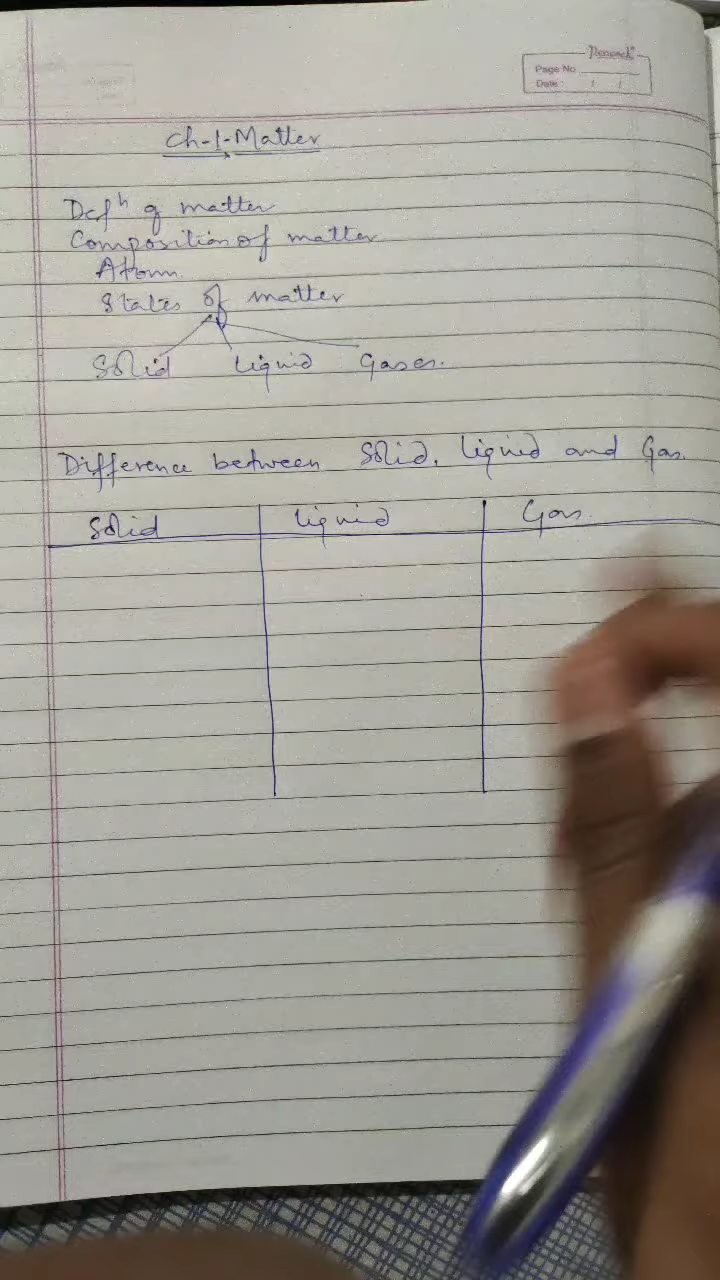 Peacock
Page No
Date : / /
Ch-1-Matter
Defⁿ of matter
Composition of matter
Atom
States of matter
Solid Liquid Gases.
Difference between Solid, Liquid and Gas.
Solid Liquid Gas.